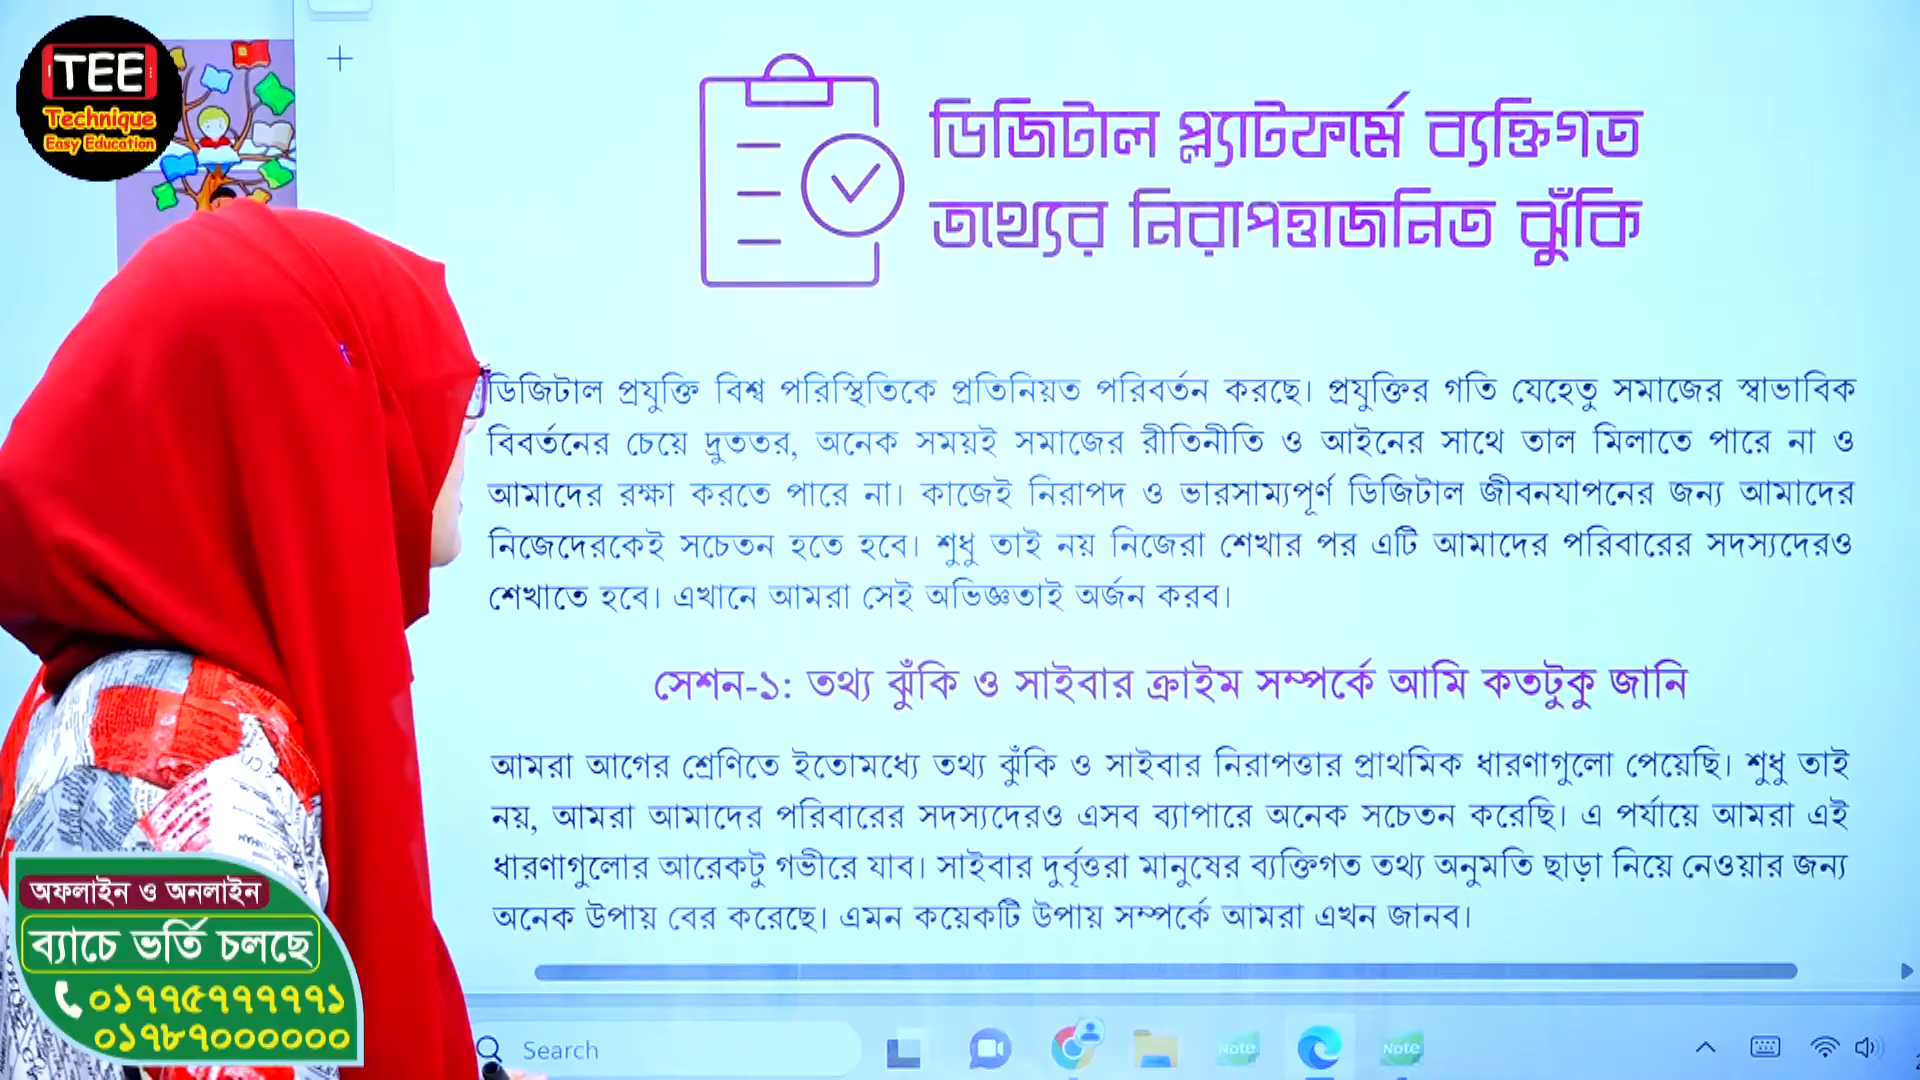 TEE
Technique
Easy Education
ডিজিটাল প্ল্যাটফর্মে ব্যক্তিগত
তথ্যের নিরাপত্তাজনিত ঝুঁকি
ডিজিটাল প্রযুক্তি বিশ্ব পরিস্থিতিকে প্রতিনিয়ত পরিবর্তন করছে। প্রযুক্তির গতি যেহেতু সমাজের স্বাভাবিক
বিবর্তনের চেয়ে দ্রুততর, অনেক সময়ই সমাজের রীতিনীতি ও আইনের সাথে তাল মিলাতে পারে না ও
আমাদের রক্ষা করতে পারে না। কাজেই নিরাপদ ও ভারসাম্যপূর্ণ ডিজিটাল জীবনযাপনের জন্য আমাদের
নিজেদেরকেই সচেতন হতে হবে। শুধু তাই নয় নিজেরা শেখার পর এটি আমাদের পরিবারের সদস্যদেরও
শেখাতে হবে। এখানে আমরা সেই অভিজ্ঞতাই অর্জন করব।
সেশন-১: তথ্য ঝুঁকি ও সাইবার ক্রাইম সম্পর্কে আমি কতটুকু জানি
আমরা আগের শ্রেণিতে ইতোমধ্যে তথ্য ঝুঁকি ও সাইবার নিরাপত্তার প্রাথমিক ধারণাগুলো পেয়েছি। শুধু তাই
নয়, আমরা আমাদের পরিবারের সদস্যদেরও এসব ব্যাপারে অনেক সচেতন করেছি। এ পর্যায়ে আমরা এই
ধারণাগুলোর আরেকটু গভীরে যাব। সাইবার দুর্বৃত্তরা মানুষের ব্যক্তিগত তথ্য অনুমতি ছাড়া নিয়ে নেওয়ার জন্য
অনেক উপায় বের করেছে। এমন কয়েকটি উপায় সম্পর্কে আমরা এখন জানব।
অফলাইন ও অনলাইন
ব্যাচে ভর্তি চলছে
০১৭৭৫৭৭৭৭৭১
০১৭৮৭০০০০০০
Search
Note
Note